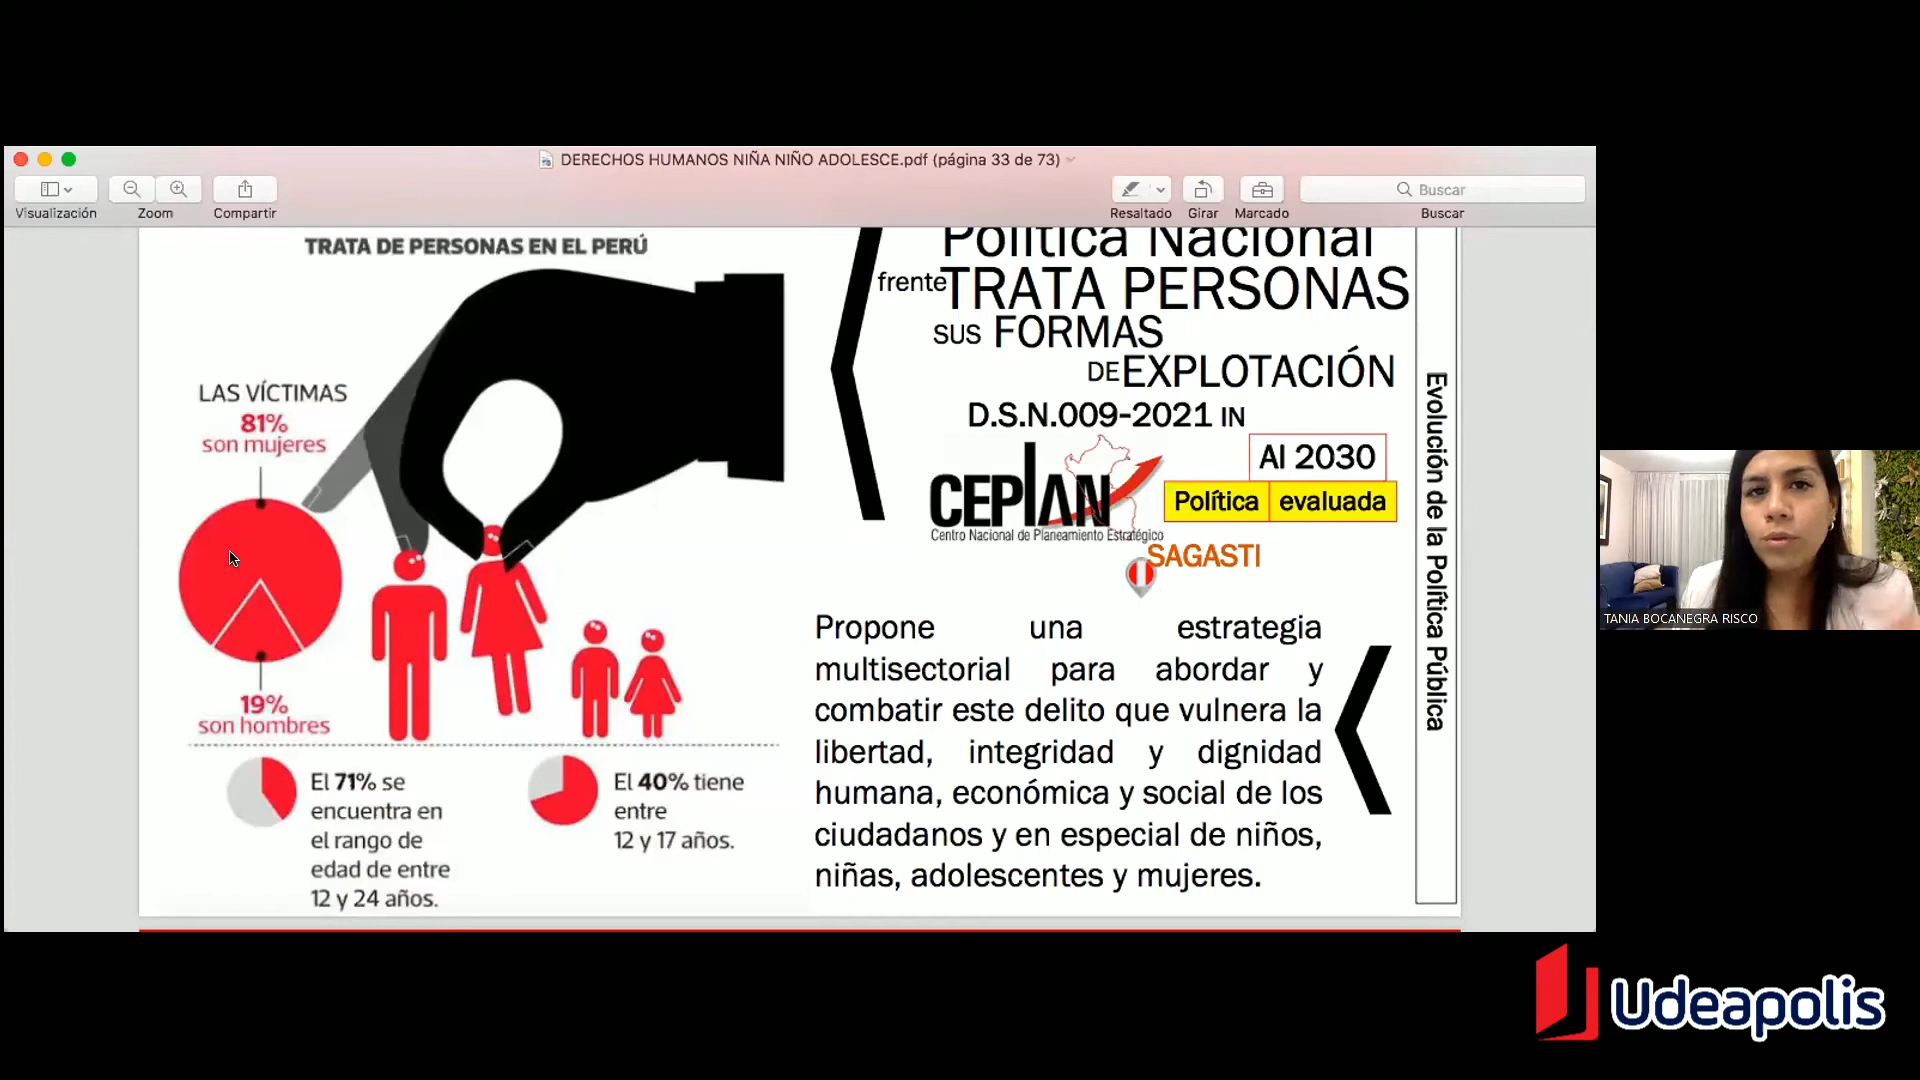 DERECHOS HUMANOS NIÑA NIÑO ADOLESCE.pdf (página 33 de 73)
Visualización
Zoom
Compartir
Resaltado
Girar
Marcado
Buscar
Buscar
TRATA DE PERSONAS EN EL PERÚ
LAS VÍCTIMAS
81%
son mujeres
19%
son hombres
El 71% se
encuentra en
el rango de
edad de entre
12 y 24 años.
El 40% tiene
entre
12 y 17 años.
Política Nacional
frente TRATA PERSONAS
SUS FORMAS
DE EXPLOTACIÓN
D.S.N.009-2021 IN
Al 2030
CEPLAN
Centro Nacional de Planeamiento Estratégico
Política evaluada
SAGASTI
Propone una estrategia
multisectorial para abordar y
combatir este delito que vulnera la
libertad, integridad y dignidad
humana, económica y social de los
ciudadanos y en especial de niños,
niñas, adolescentes y mujeres.
Evolución de la Política Pública
TANIA BOCANEGRA RISCO
Udeapolis